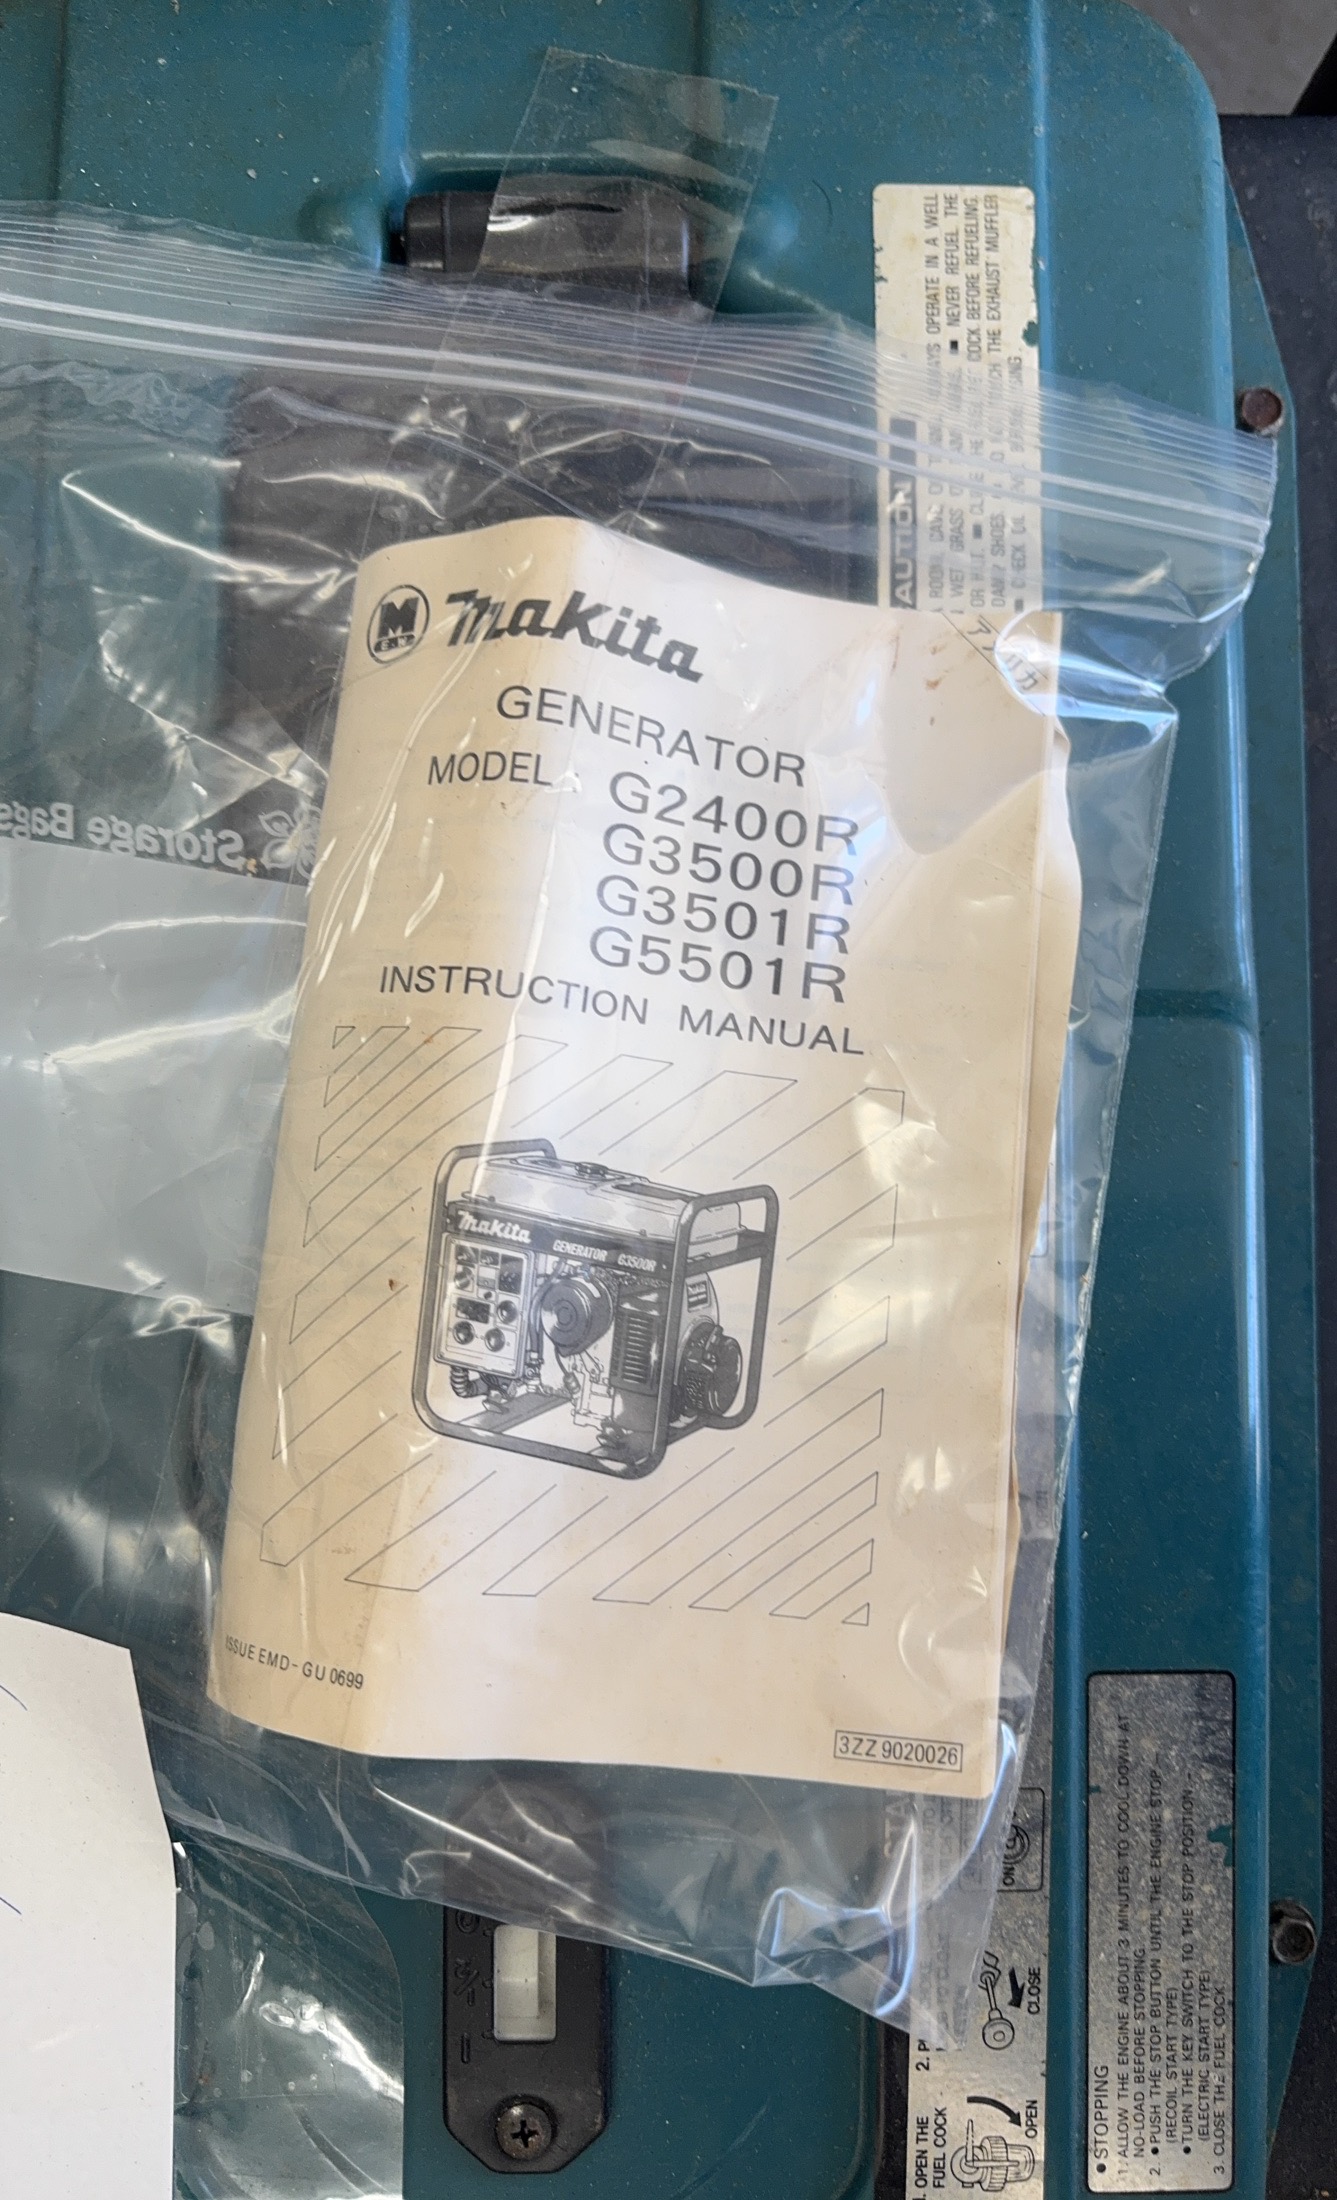 M
E.M
Makita
GENERATOR
MODEL G2400R
G3500R
G3501R
G5501R
INSTRUCTION MANUAL
Makita
GENERATOR G3500R
ISSUE EMD-GU 0699
3ZZ 9020026
Storage Bags
CAUTION
OPERATE IN A WELL
WET GRASS
NEVER REFUEL THE
COCK BEFORE REFUELING.
THE EXHAUST MUFFLER
ON
1. OPEN THE
FUEL COCK
OPEN
CLOSE
• STOPPING
1. ALLOW THE ENGINE ABOUT 3 MINUTES TO COOL DOWN AT
NO-LOAD BEFORE STOPPING.
2. • PUSH THE STOP BUTTON UNTIL THE ENGINE STOP
(RECOIL START TYPE)
• TURN THE KEY SWITCH TO THE STOP POSITION
(ELECTRIC START TYPE)
3. CLOSE THE FUEL COCK